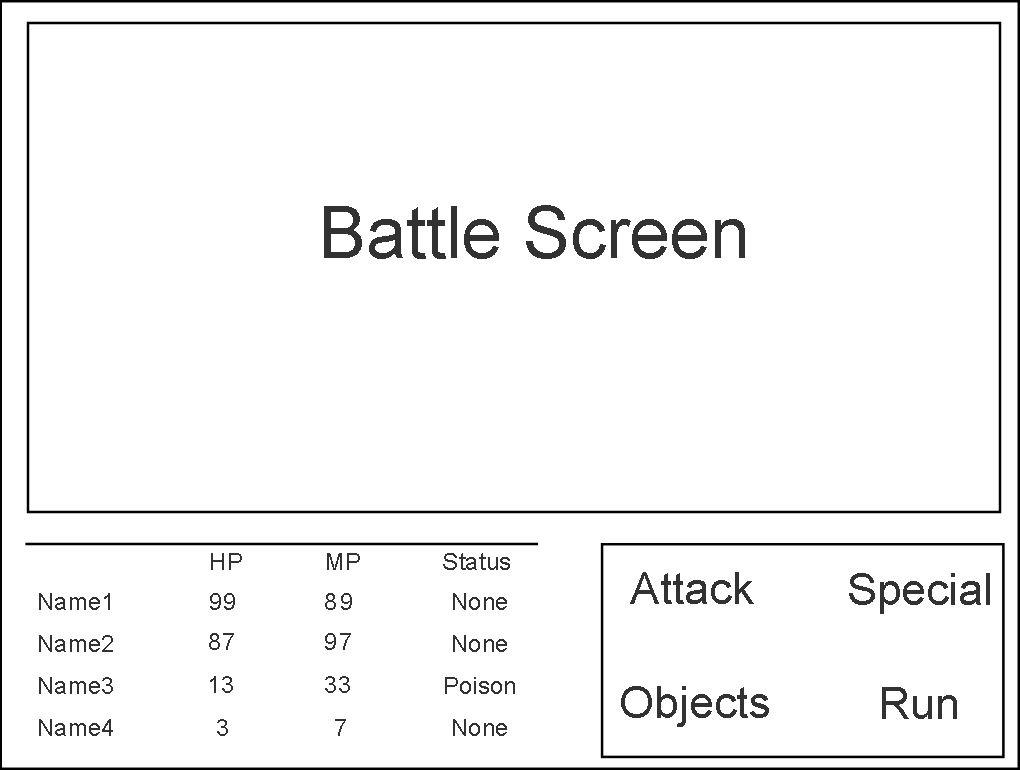 Battle Screen
HP MP Status
Name1 99 89 None
Name2 87 97 None
Name3 13 33 Poison
Name4 3 7 None
Attack Special
Objects Run